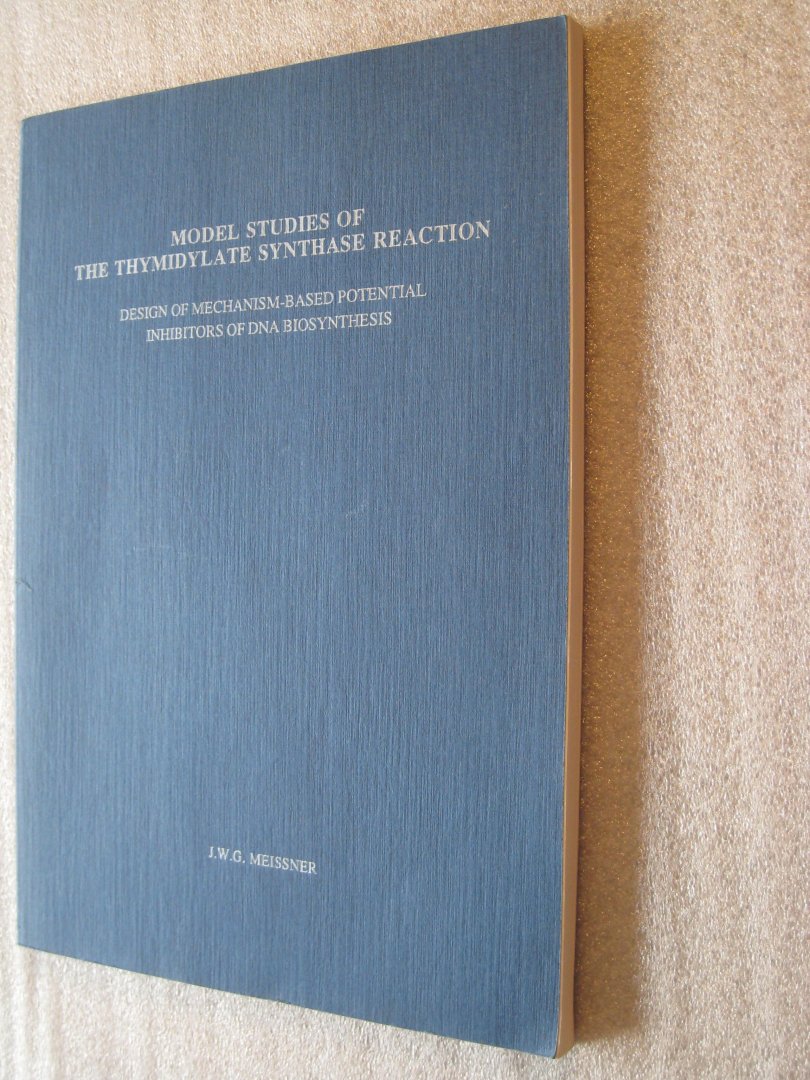 MODEL STUDIES OF
THE THYMIDYLATE SYNTHASE REACTION
DESIGN OF MECHANISM-BASED POTENTIAL
INHIBITORS OF DNA BIOSYNTHESIS
J.W.G. MEISSNER